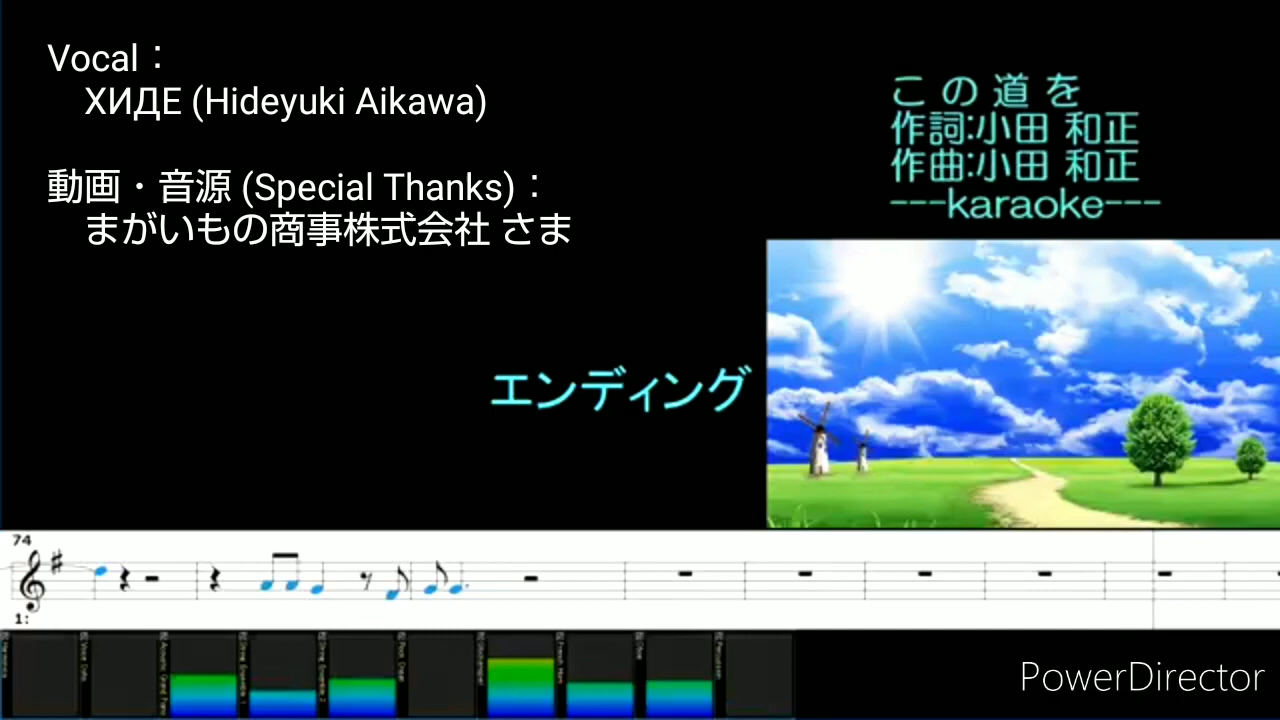 Vocal：
ХИДЕ (Hideyuki Aikawa)
動画・音源 (Special Thanks)：
まがいもの商事株式会社 さま
この道を
作詞:小田 和正
作曲:小田 和正
---karaoke---
エンディング
74
1:
PowerDirector